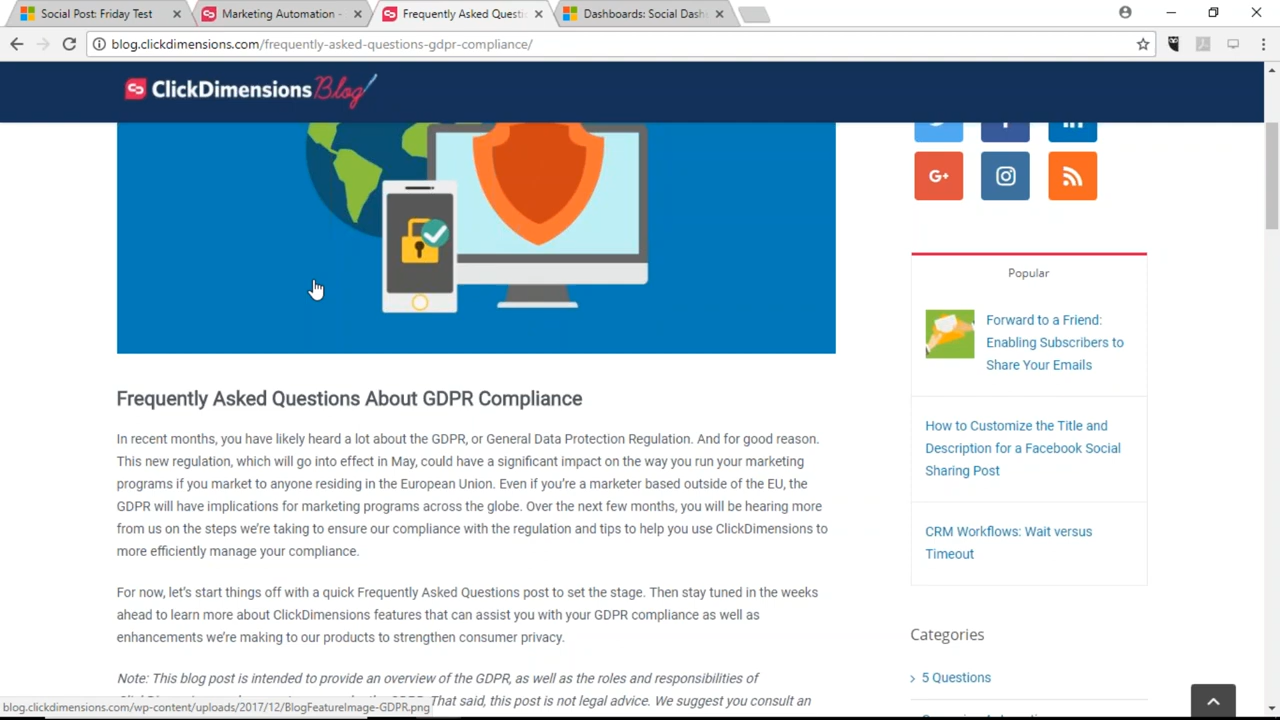 Social Post: Friday Test
Marketing Automation -
Frequently Asked Questi
Dashboards: Social Dash
blog.clickdimensions.com/frequently-asked-questions-gdpr-compliance/
ClickDimensions Blog
G+
Popular
Forward to a Friend:
Enabling Subscribers to
Share Your Emails
How to Customize the Title and
Description for a Facebook Social
Sharing Post
CRM Workflows: Wait versus
Timeout
Categories
5 Questions
Frequently Asked Questions About GDPR Compliance
In recent months, you have likely heard a lot about the GDPR, or General Data Protection Regulation. And for good reason.
This new regulation, which will go into effect in May, could have a significant impact on the way you run your marketing
programs if you market to anyone residing in the European Union. Even if you're a marketer based outside of the EU, the
GDPR will have implications for marketing programs across the globe. Over the next few months, you will be hearing more
from us on the steps we're taking to ensure our compliance with the regulation and tips to help you use ClickDimensions to
more efficiently manage your compliance.
For now, let's start things off with a quick Frequently Asked Questions post to set the stage. Then stay tuned in the weeks
ahead to learn more about ClickDimensions features that can assist you with your GDPR compliance as well as
enhancements we're making to our products to strengthen consumer privacy.
Note: This blog post is intended to provide an overview of the GDPR, as well as the roles and responsibilities of
That said, this post is not legal advice. We suggest you consult an
blog.clickdimensions.com/wp-content/uploads/2017/12/BlogFeatureImage-GDPR.png